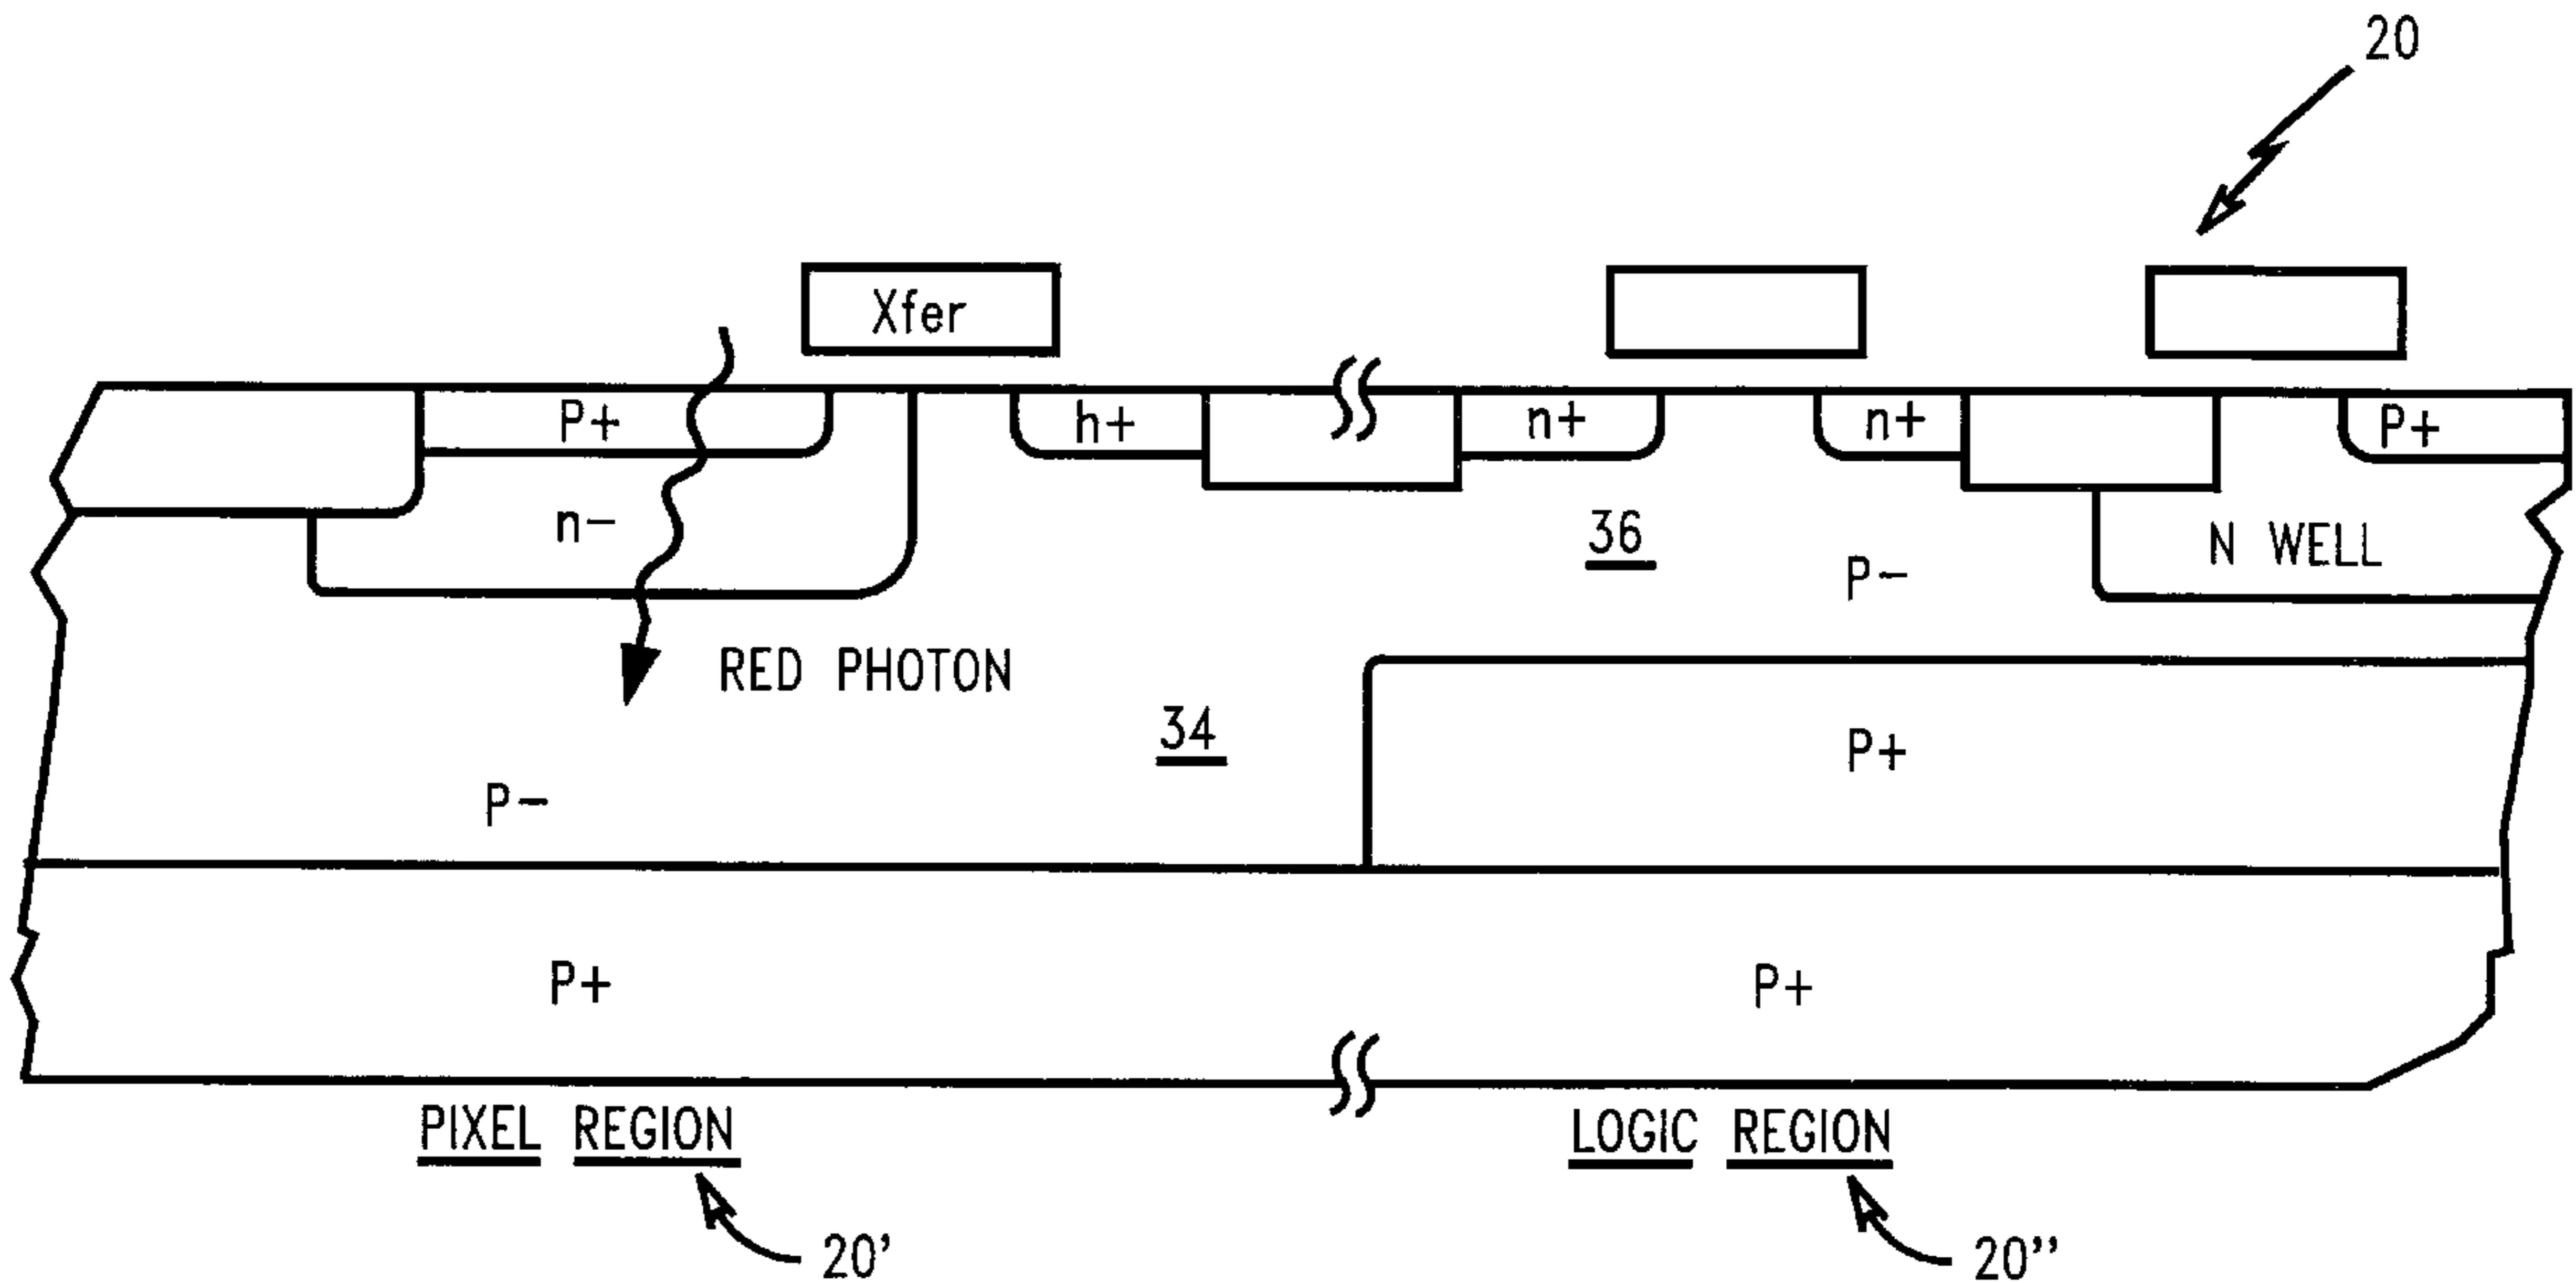 20
Xfer
P+
h+
n+
n+
P+
n-
36
P-
N WELL
RED PHOTON
34
P+
P-
P+
P+
PIXEL REGION
LOGIC REGION
20'
20''